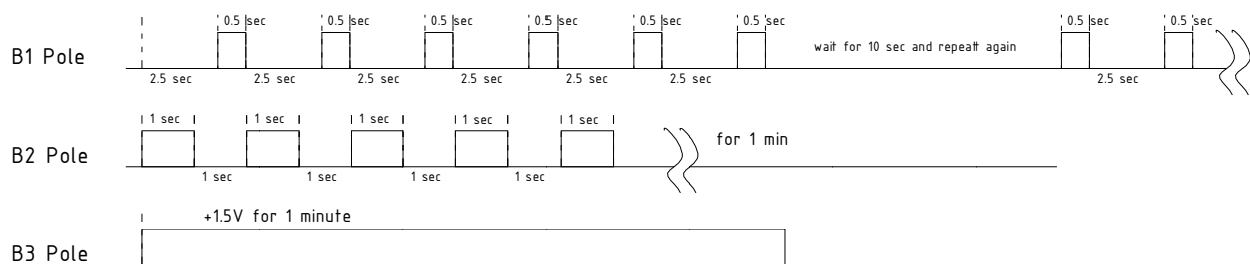 0.5 sec 0.5 sec 0.5 sec 0.5 sec 0.5 sec 0.5 sec 0.5 sec 0.5 sec
B1 Pole wait for 10 sec and repeat again
2.5 sec 2.5 sec 2.5 sec 2.5 sec 2.5 sec 2.5 sec 2.5 sec
1 sec 1 sec 1 sec 1 sec 1 sec
B2 Pole for 1 min
1 sec 1 sec 1 sec 1 sec
+1.5V for 1 minute
B3 Pole